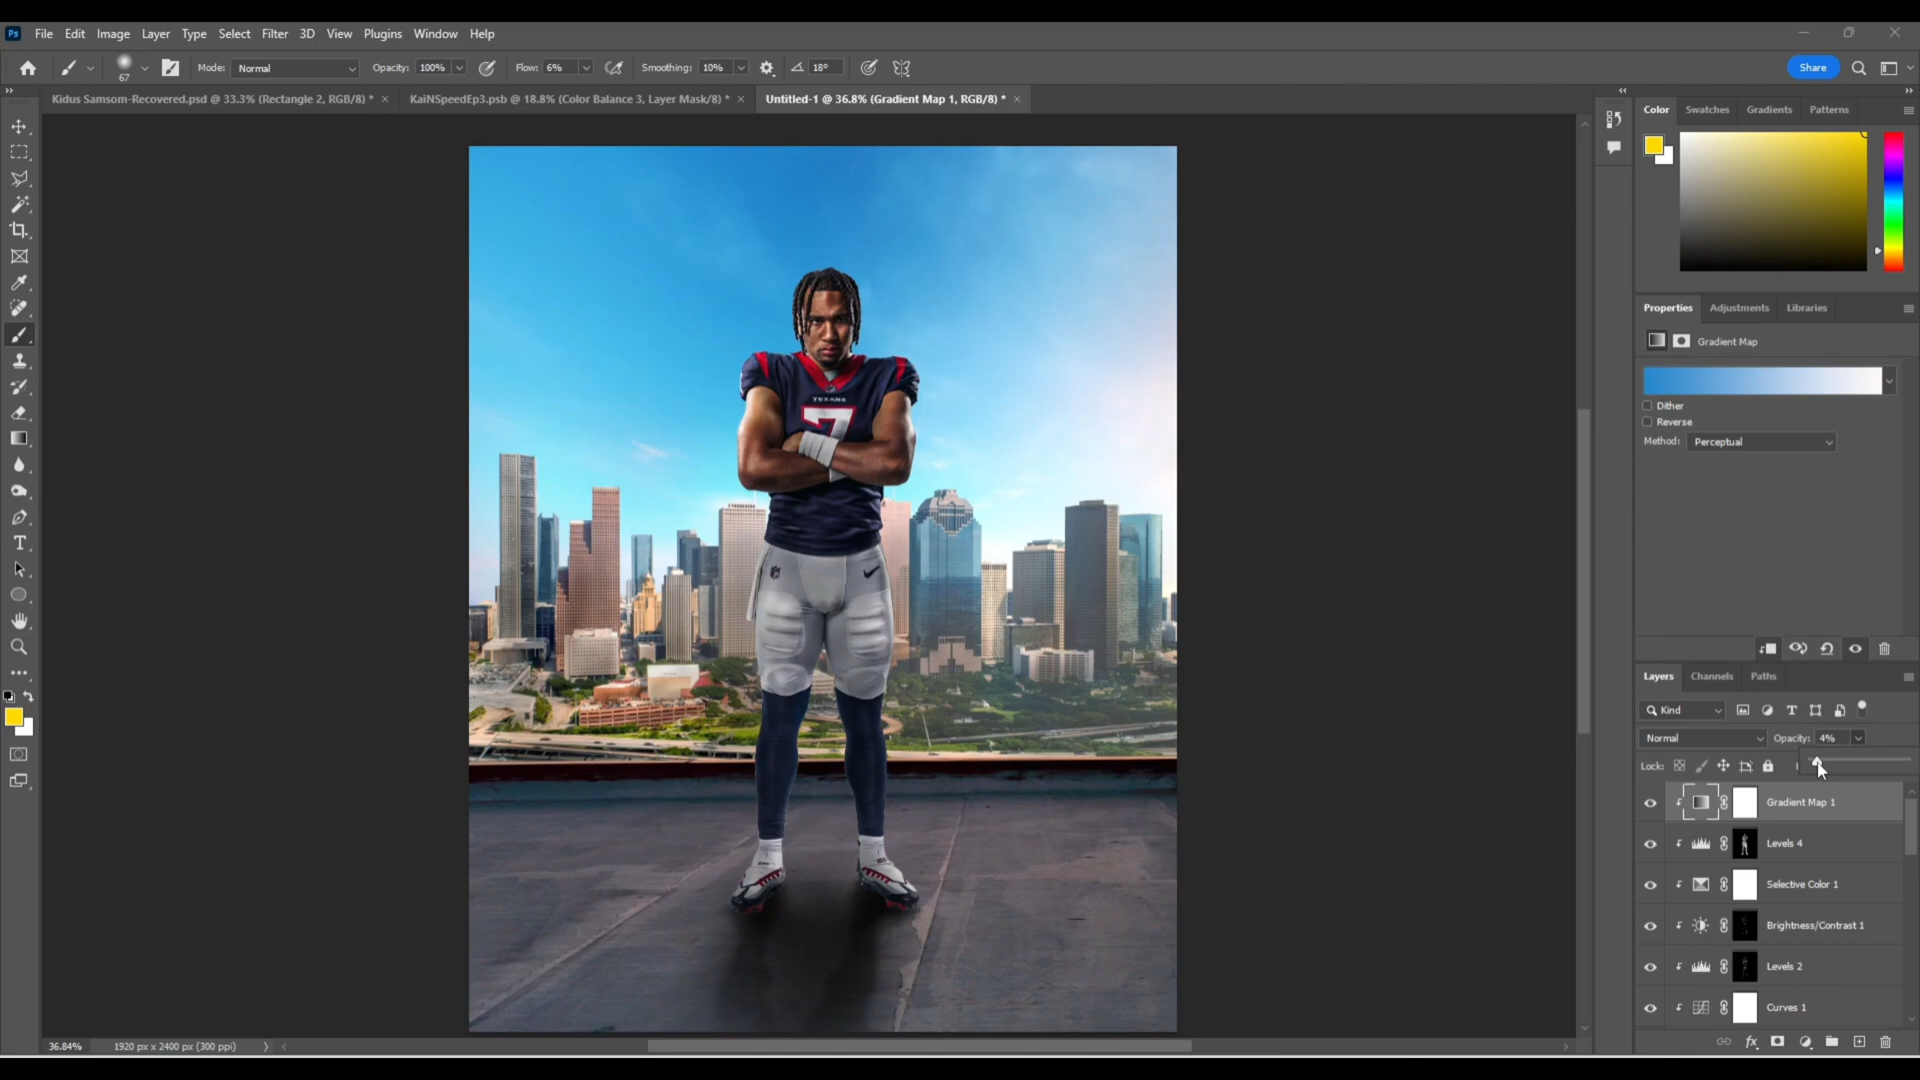 Ps File Edit Image Layer Type Select Filter 3D View Plugins Window Help
67 Mode: Normal Opacity: 100% Flow: 6% Smoothing: 10% 18° Share
Kidus Samsom-Recovered.psd @ 33.3% (Rectangle 2, RGB/8) * × KaiNSpeedEp3.psb @ 18.8% (Color Balance 3, Layer Mask/8) * × Untitled-1 @ 36.8% (Gradient Map 1, RGB/8) * ×
Color Swatches Gradients Patterns
Properties Adjustments Libraries
Gradient Map
Dither
Reverse
Method: Perceptual
TEXANS
7
Layers Channels Paths
Kind
Normal Opacity: 4%
Lock:
Gradient Map 1
Levels 4
Selective Color 1
Brightness/Contrast 1
Levels 2
Curves 1
fx
36.84% 1920 px x 2400 px (300 ppi)